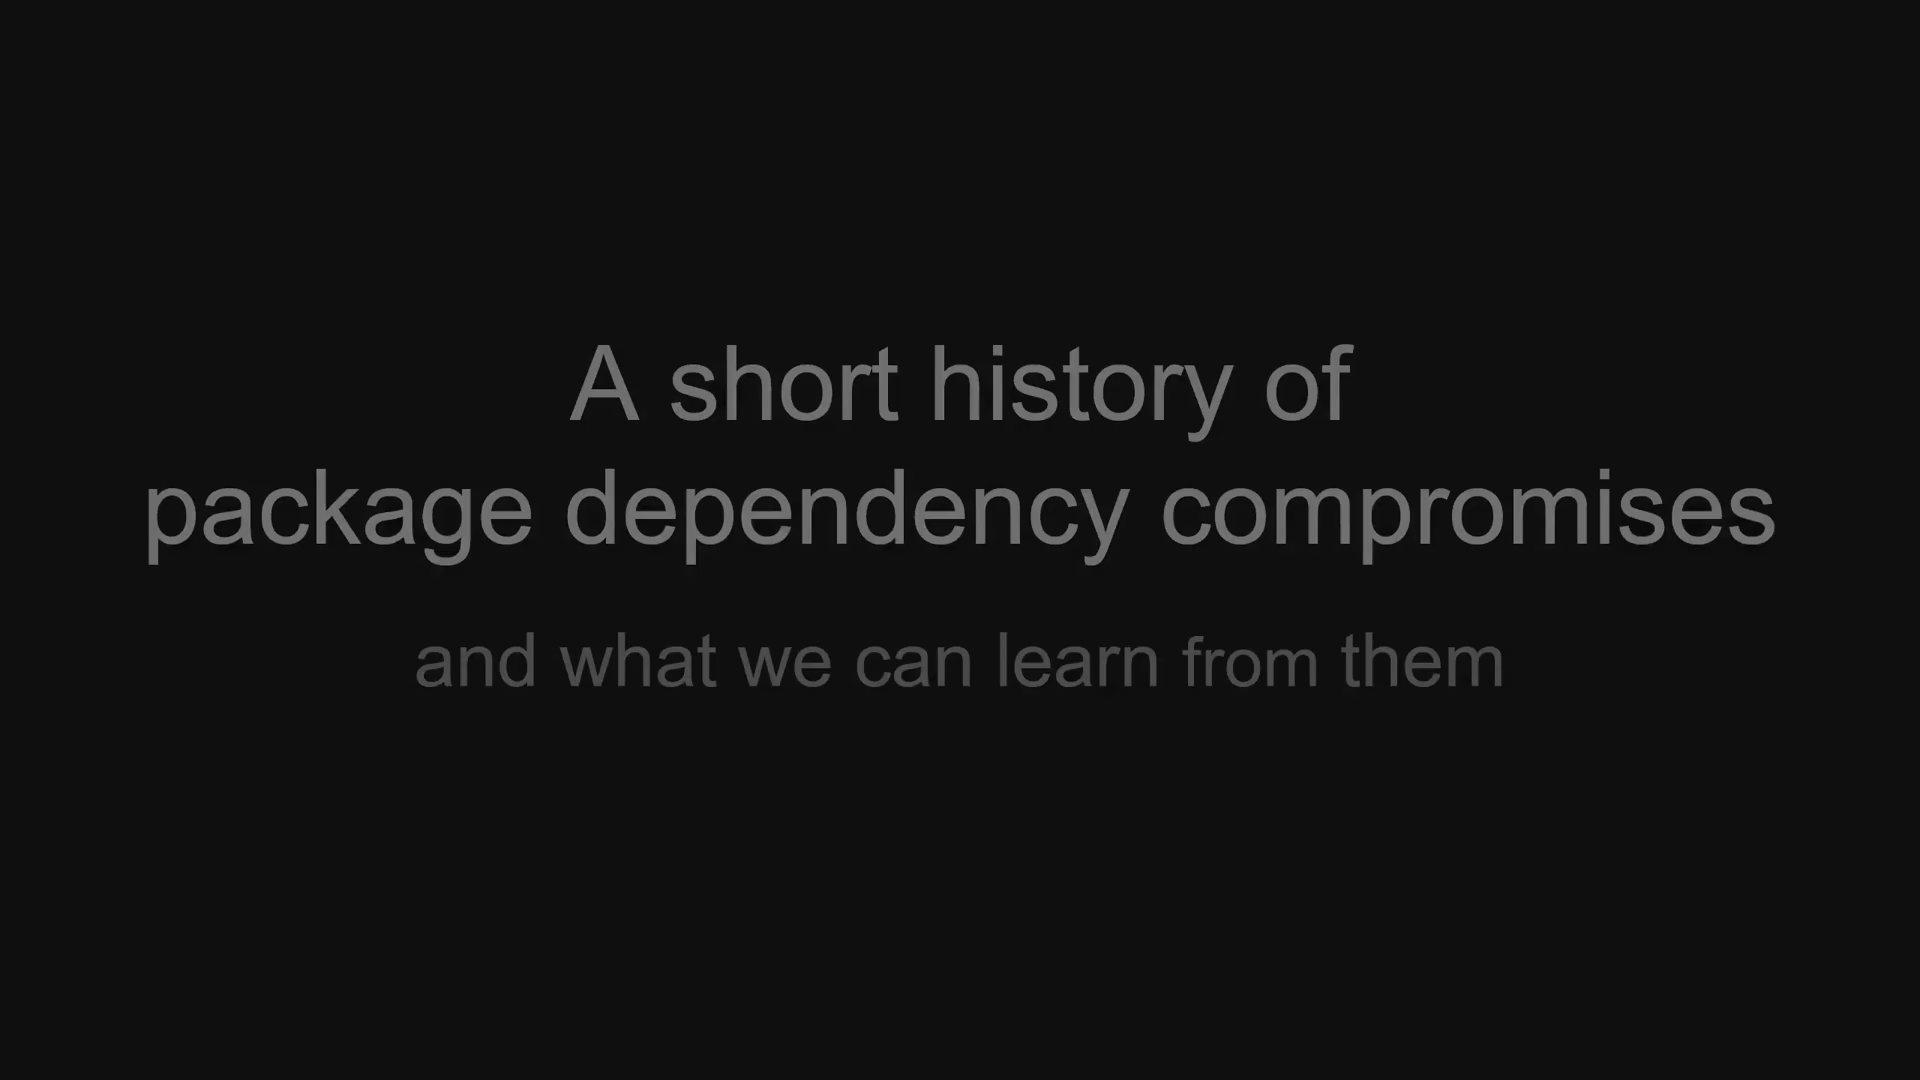 A short history of
package dependency compromises
and what we can learn from them